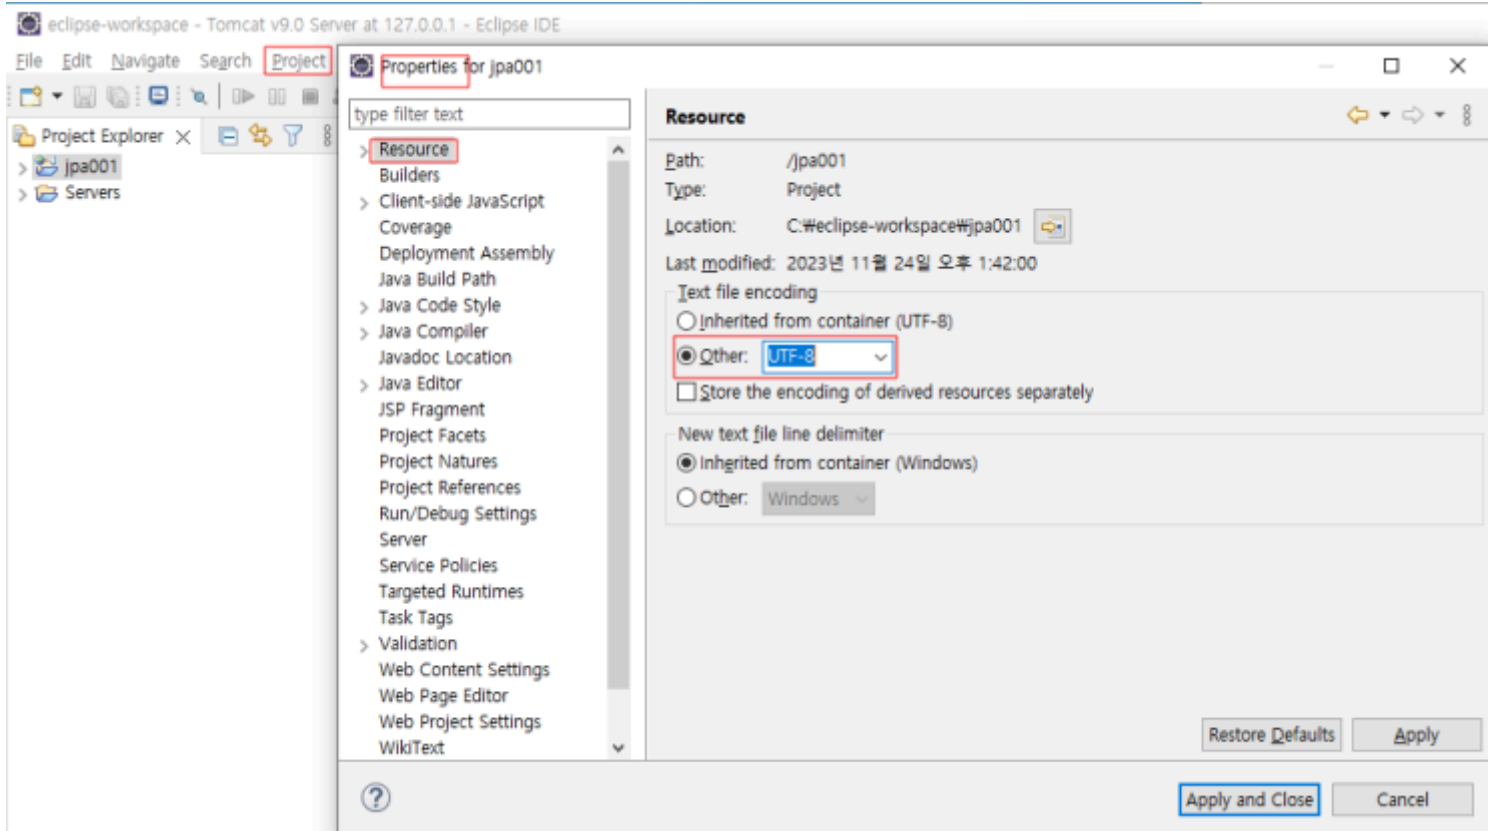 eclipse-workspace - Tomcat v9.0 Server at 127.0.0.1 - Eclipse IDE
File Edit Navigate Search Project
Project Explorer
jpa001
Servers
Properties for jpa001
type filter text
Resource
Builders
Client-side JavaScript
Coverage
Deployment Assembly
Java Build Path
Java Code Style
Java Compiler
Javadoc Location
Java Editor
JSP Fragment
Project Facets
Project Natures
Project References
Run/Debug Settings
Server
Service Policies
Targeted Runtimes
Task Tags
Validation
Web Content Settings
Web Page Editor
Web Project Settings
WikiText
Resource
Path: /jpa001
Type: Project
Location: C:₩eclipse-workspace₩jpa001
Last modified: 2023년 11월 24일 오후 1:42:00
Text file encoding
Inherited from container (UTF-8)
Other: UTF-8
Store the encoding of derived resources separately
New text file line delimiter
Inherited from container (Windows)
Other: Windows
Restore Defaults Apply
? Apply and Close Cancel